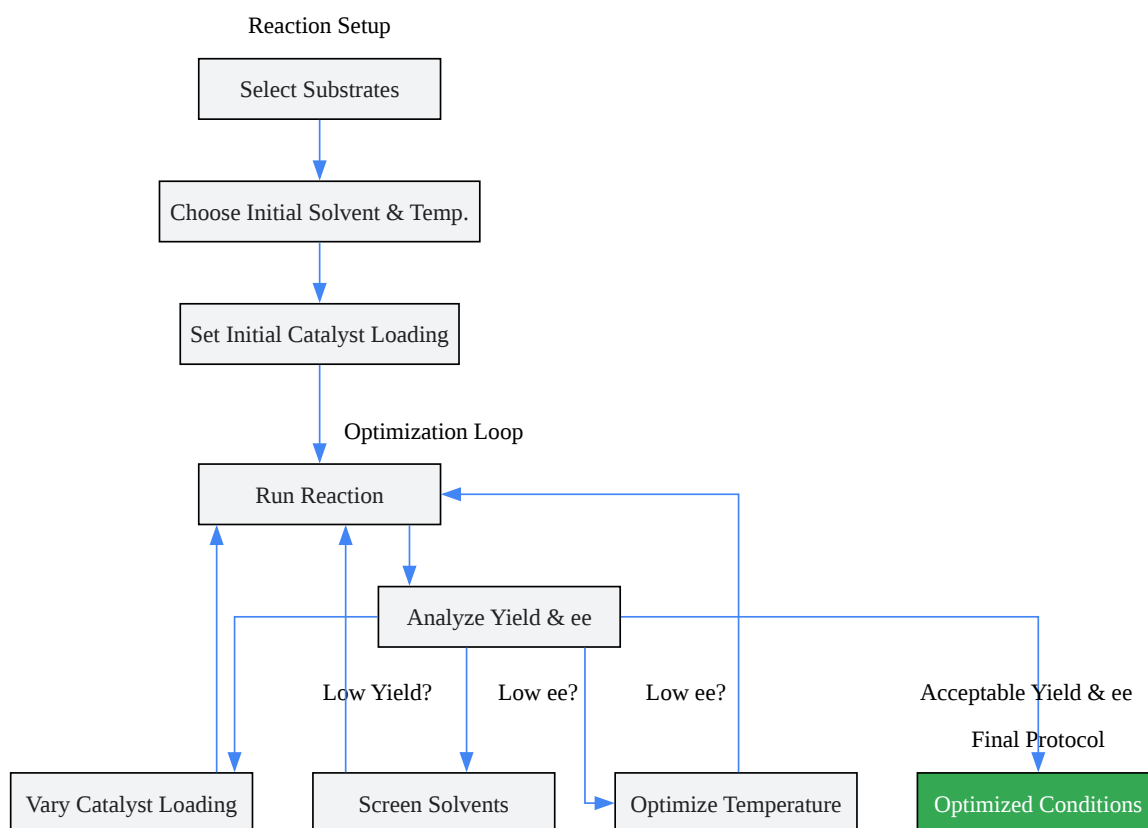 Reaction Setup
Select Substrates
Choose Initial Solvent & Temp.
Set Initial Catalyst Loading
Optimization Loop
Run Reaction
Analyze Yield & ee
Low Yield?
Low ee?
Low ee?
Acceptable Yield & ee
Final Protocol
Vary Catalyst Loading
Screen Solvents
Optimize Temperature
Optimized Conditions